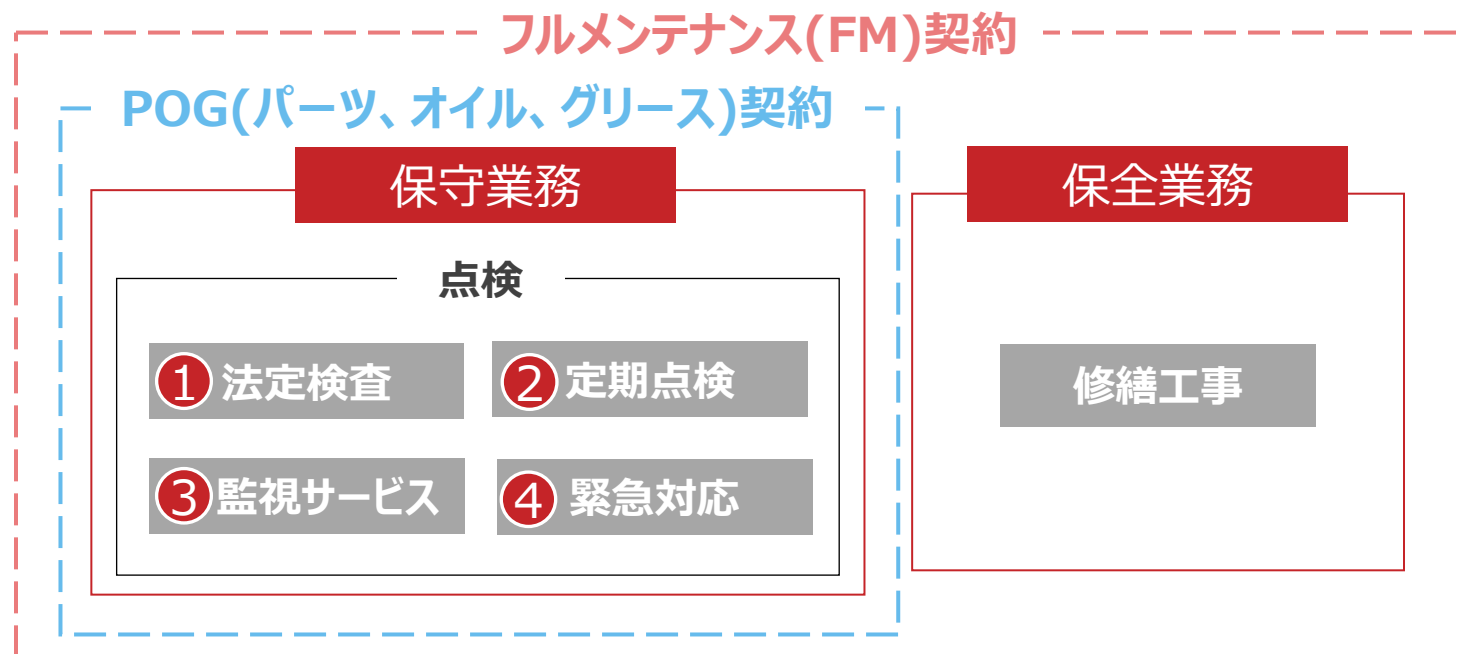 フルメンテナンス(FM)契約
POG(パーツ、オイル、グリース)契約
保守業務
保全業務
点検
1 法定検査
2 定期点検
修繕工事
3 監視サービス
4 緊急対応